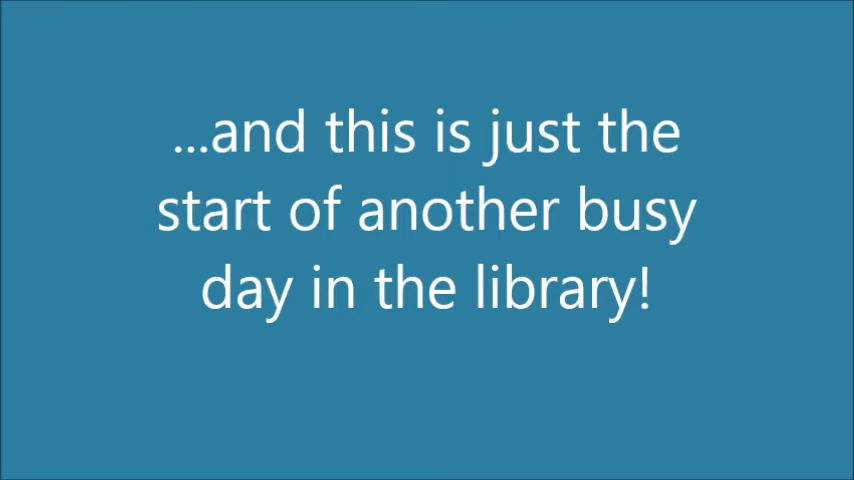 ...and this is just the
start of another busy
day in the library!